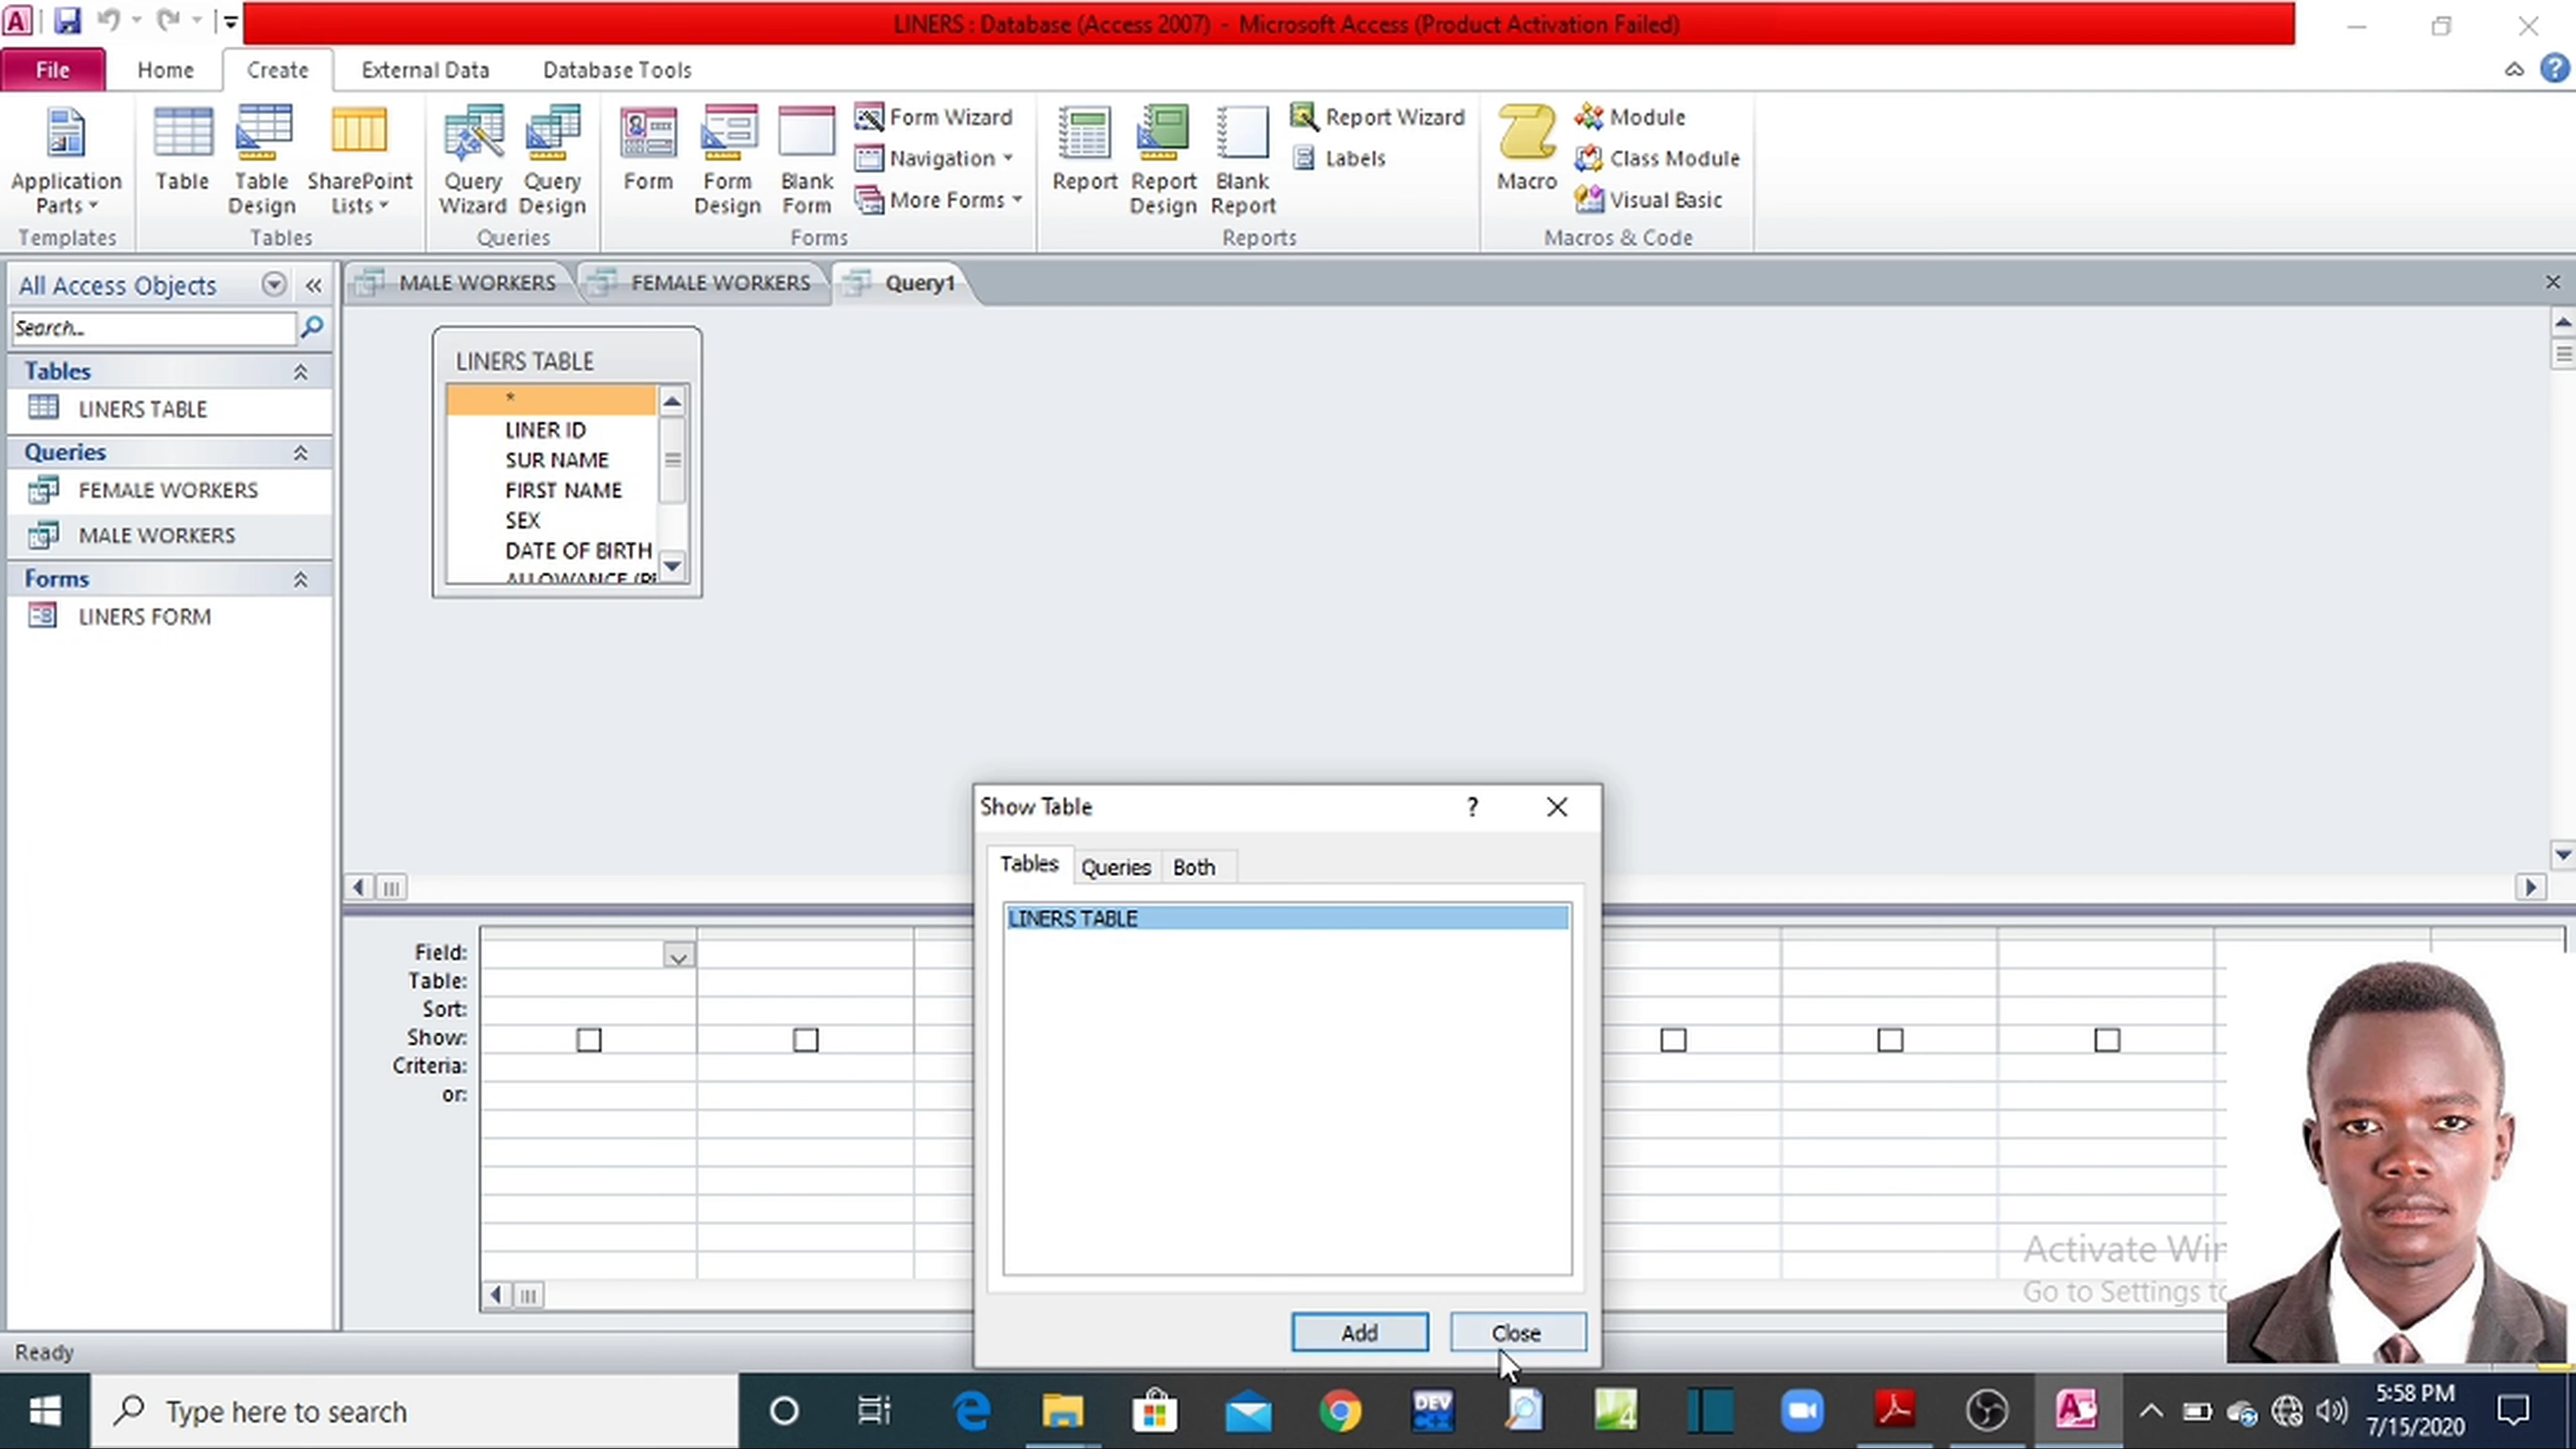 LINERS : Database (Access 2007) - Microsoft Access (Product Activation Failed)
File Home Create External Data Database Tools
Application Parts
Table
Table Design
SharePoint Lists
Query Wizard
Query Design
Form
Form Design
Blank Form
Form Wizard
Navigation
More Forms
Report
Report Design
Blank Report
Report Wizard
Labels
Macro
Module
Class Module
Visual Basic
Templates Tables Queries Forms Reports Macros & Code
All Access Objects
Search...
Tables
LINERS TABLE
Queries
FEMALE WORKERS
MALE WORKERS
Forms
LINERS FORM
MALE WORKERS FEMALE WORKERS Query1
LINERS TABLE
*
LINER ID
SUR NAME
FIRST NAME
SEX
DATE OF BIRTH
ALLOWANCE (PE
Show Table ?
Tables Queries Both
LINERS TABLE
Add Close
Field:
Table:
Sort:
Show:
Criteria:
or:
Activate Win
Go to Settings to
Ready
Type here to search
DEV C++
4
5:58 PM
7/15/2020